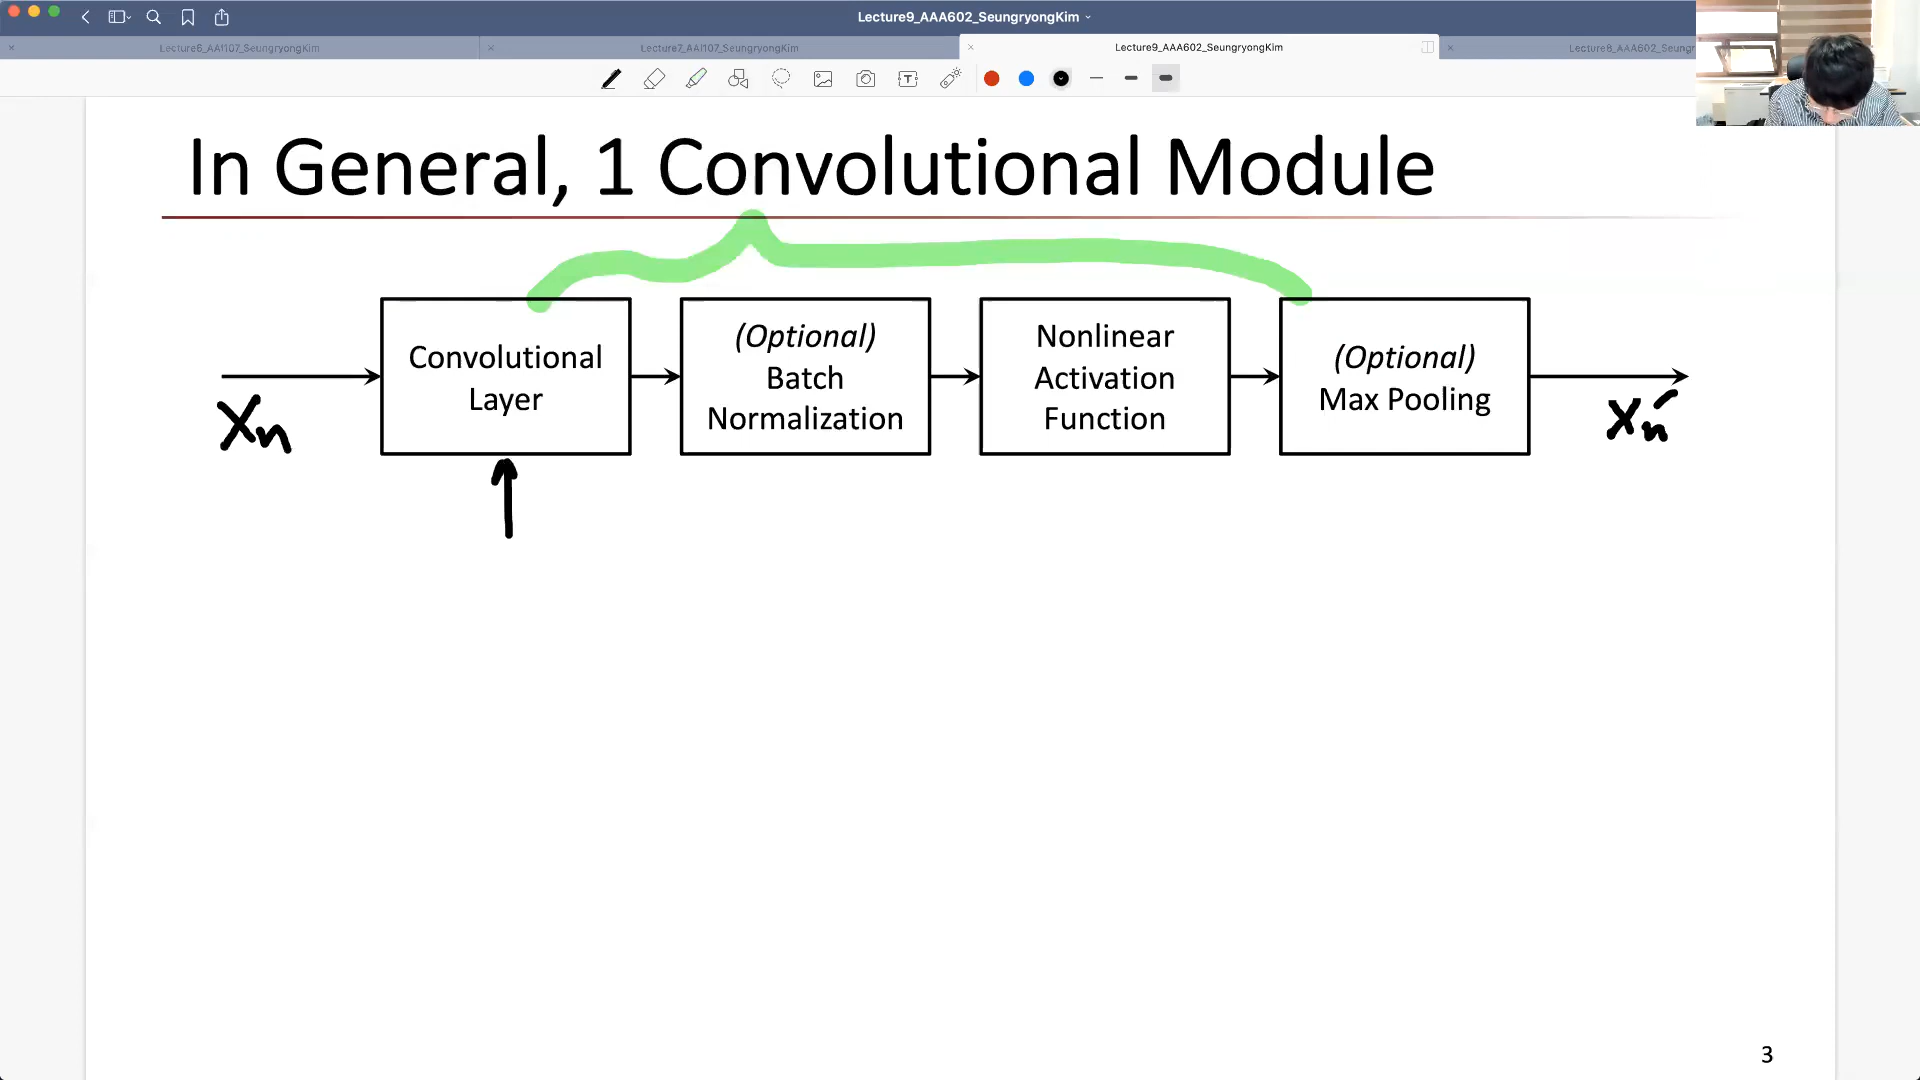 Lecture9_AAA602_SeungryongKim
Lecture6_AAI107_SeungryongKim
Lecture7_AAI107_SeungryongKim
Lecture9_AAA602_SeungryongKim
Lecture8_AAA602_Seungr
In General, 1 Convolutional Module
Convolutional
Layer
(Optional)
Batch
Normalization
Nonlinear
Activation
Function
(Optional)
Max Pooling
Xn
Xn'
3